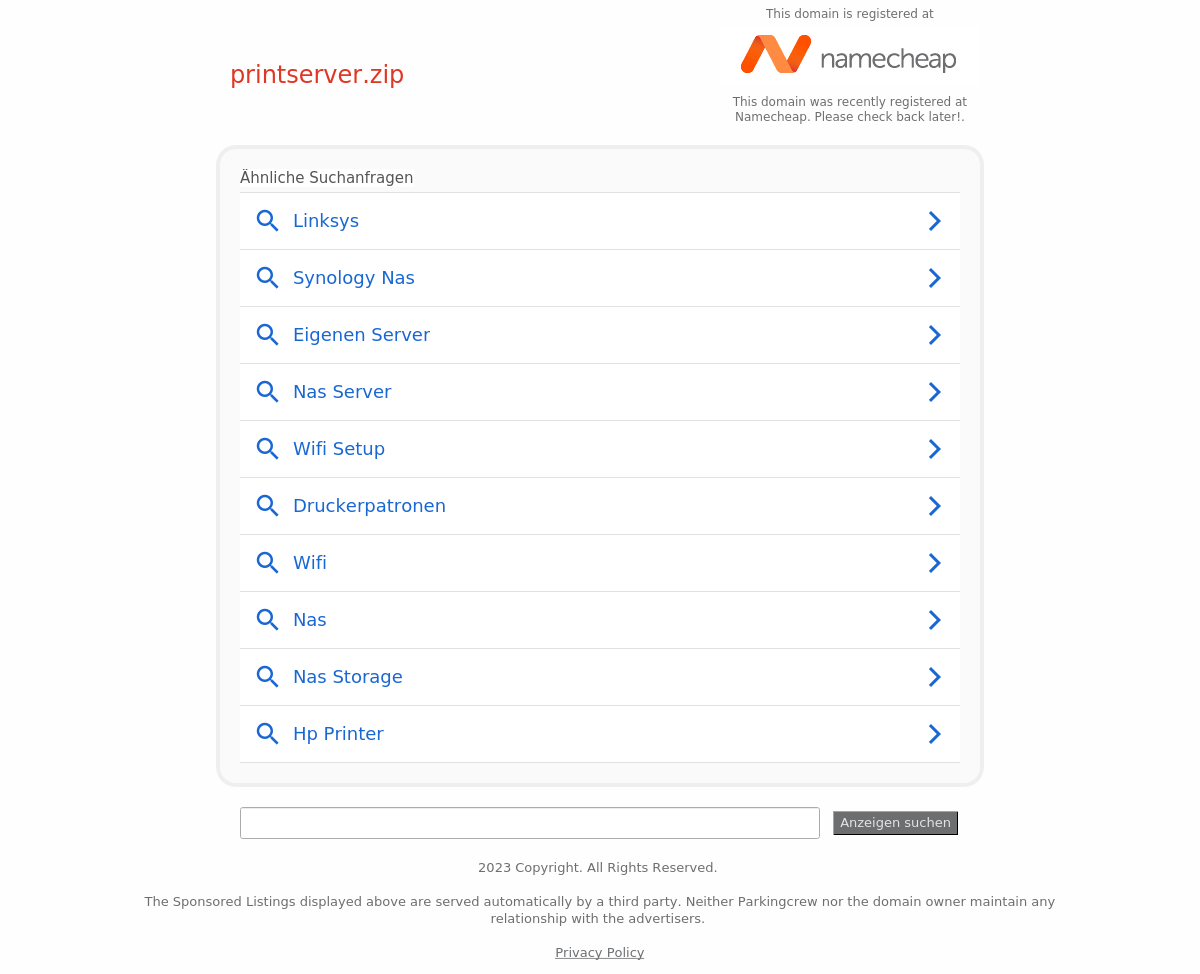 This domain is registered at
namecheap
printserver.zip
This domain was recently registered at
Namecheap. Please check back later!.
Ähnliche Suchanfragen
Linksys
Synology Nas
Eigenen Server
Nas Server
Wifi Setup
Druckerpatronen
Wifi
Nas
Nas Storage
Hp Printer
Anzeigen suchen
2023 Copyright. All Rights Reserved.
The Sponsored Listings displayed above are served automatically by a third party. Neither Parkingcrew nor the domain owner maintain any
relationship with the advertisers.
Privacy Policy